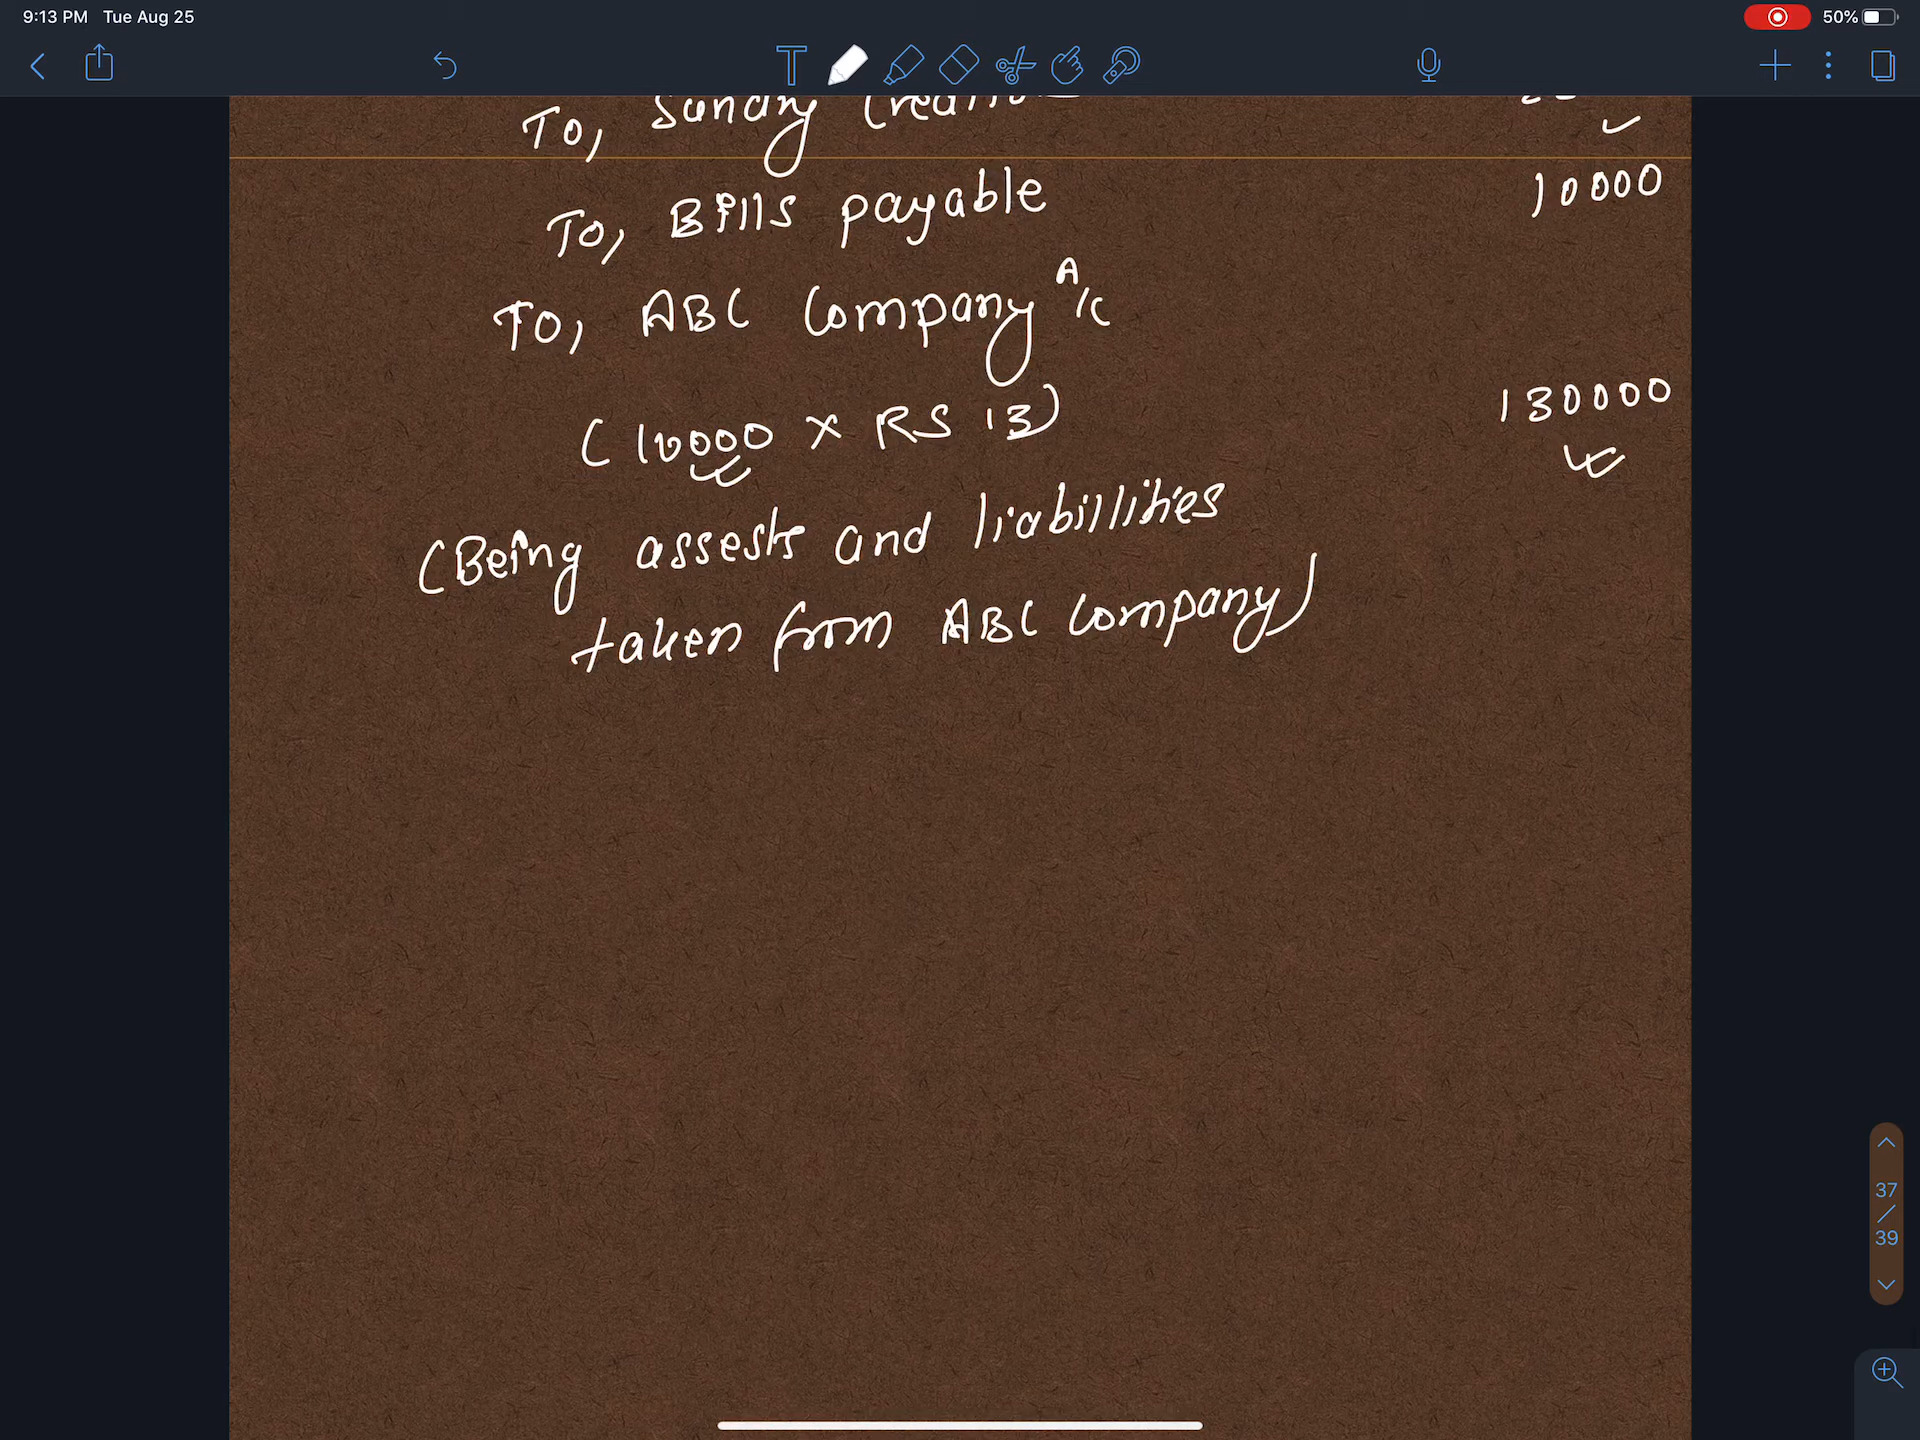 9:13 PM Tue Aug 25
50%
To, Sundry
To, Bills payable 10000
To, ABC Company A/c
(10000 × RS 13) 130000
(Being assests and liabillities
taken from ABC Company)
37
/
39